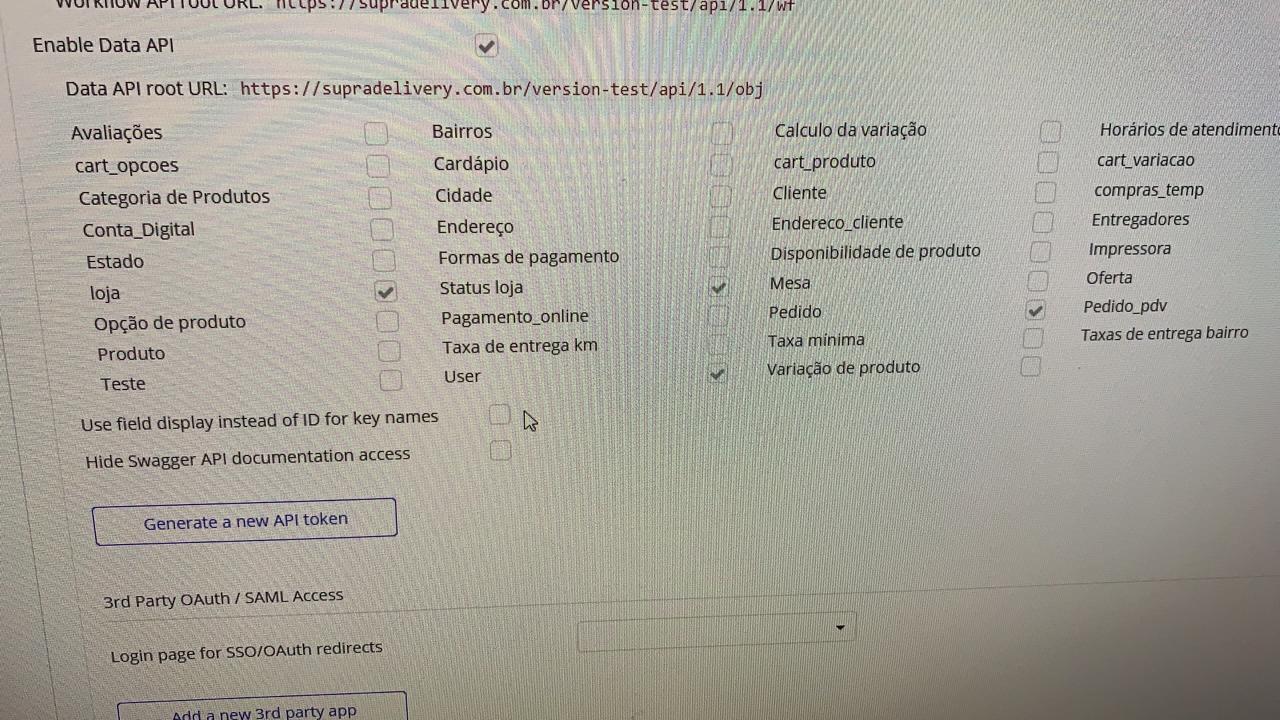 Workflow API root URL: https://supradelivery.com.br/version-test/api/1.1/wf
Enable Data API
Data API root URL: https://supradelivery.com.br/version-test/api/1.1/obj
Avaliações Bairros Calculo da variação Horários de atendimento
cart_opcoes Cardápio cart_produto cart_variacao
Categoria de Produtos Cidade Cliente compras_temp
Conta_Digital Endereço Endereco_cliente Entregadores
Estado Formas de pagamento Disponibilidade de produto Impressora
loja Status loja Mesa Oferta
Opção de produto Pagamento_online Pedido Pedido_pdv
Produto Taxa de entrega km Taxa mínima Taxas de entrega bairro
Teste User Variação de produto
Use field display instead of ID for key names
Hide Swagger API documentation access
Generate a new API token
3rd Party OAuth / SAML Access
Login page for SSO/OAuth redirects
Add a new 3rd party app